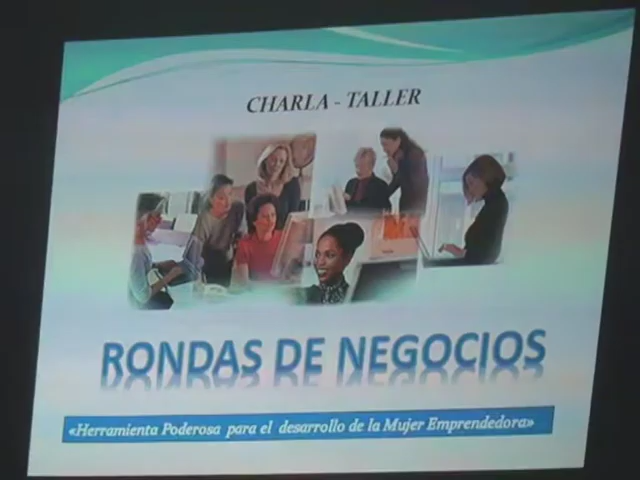 CHARLA - TALLER
RONDAS DE NEGOCIOS
«Herramienta Poderosa para el desarrollo de la Mujer Emprendedora»